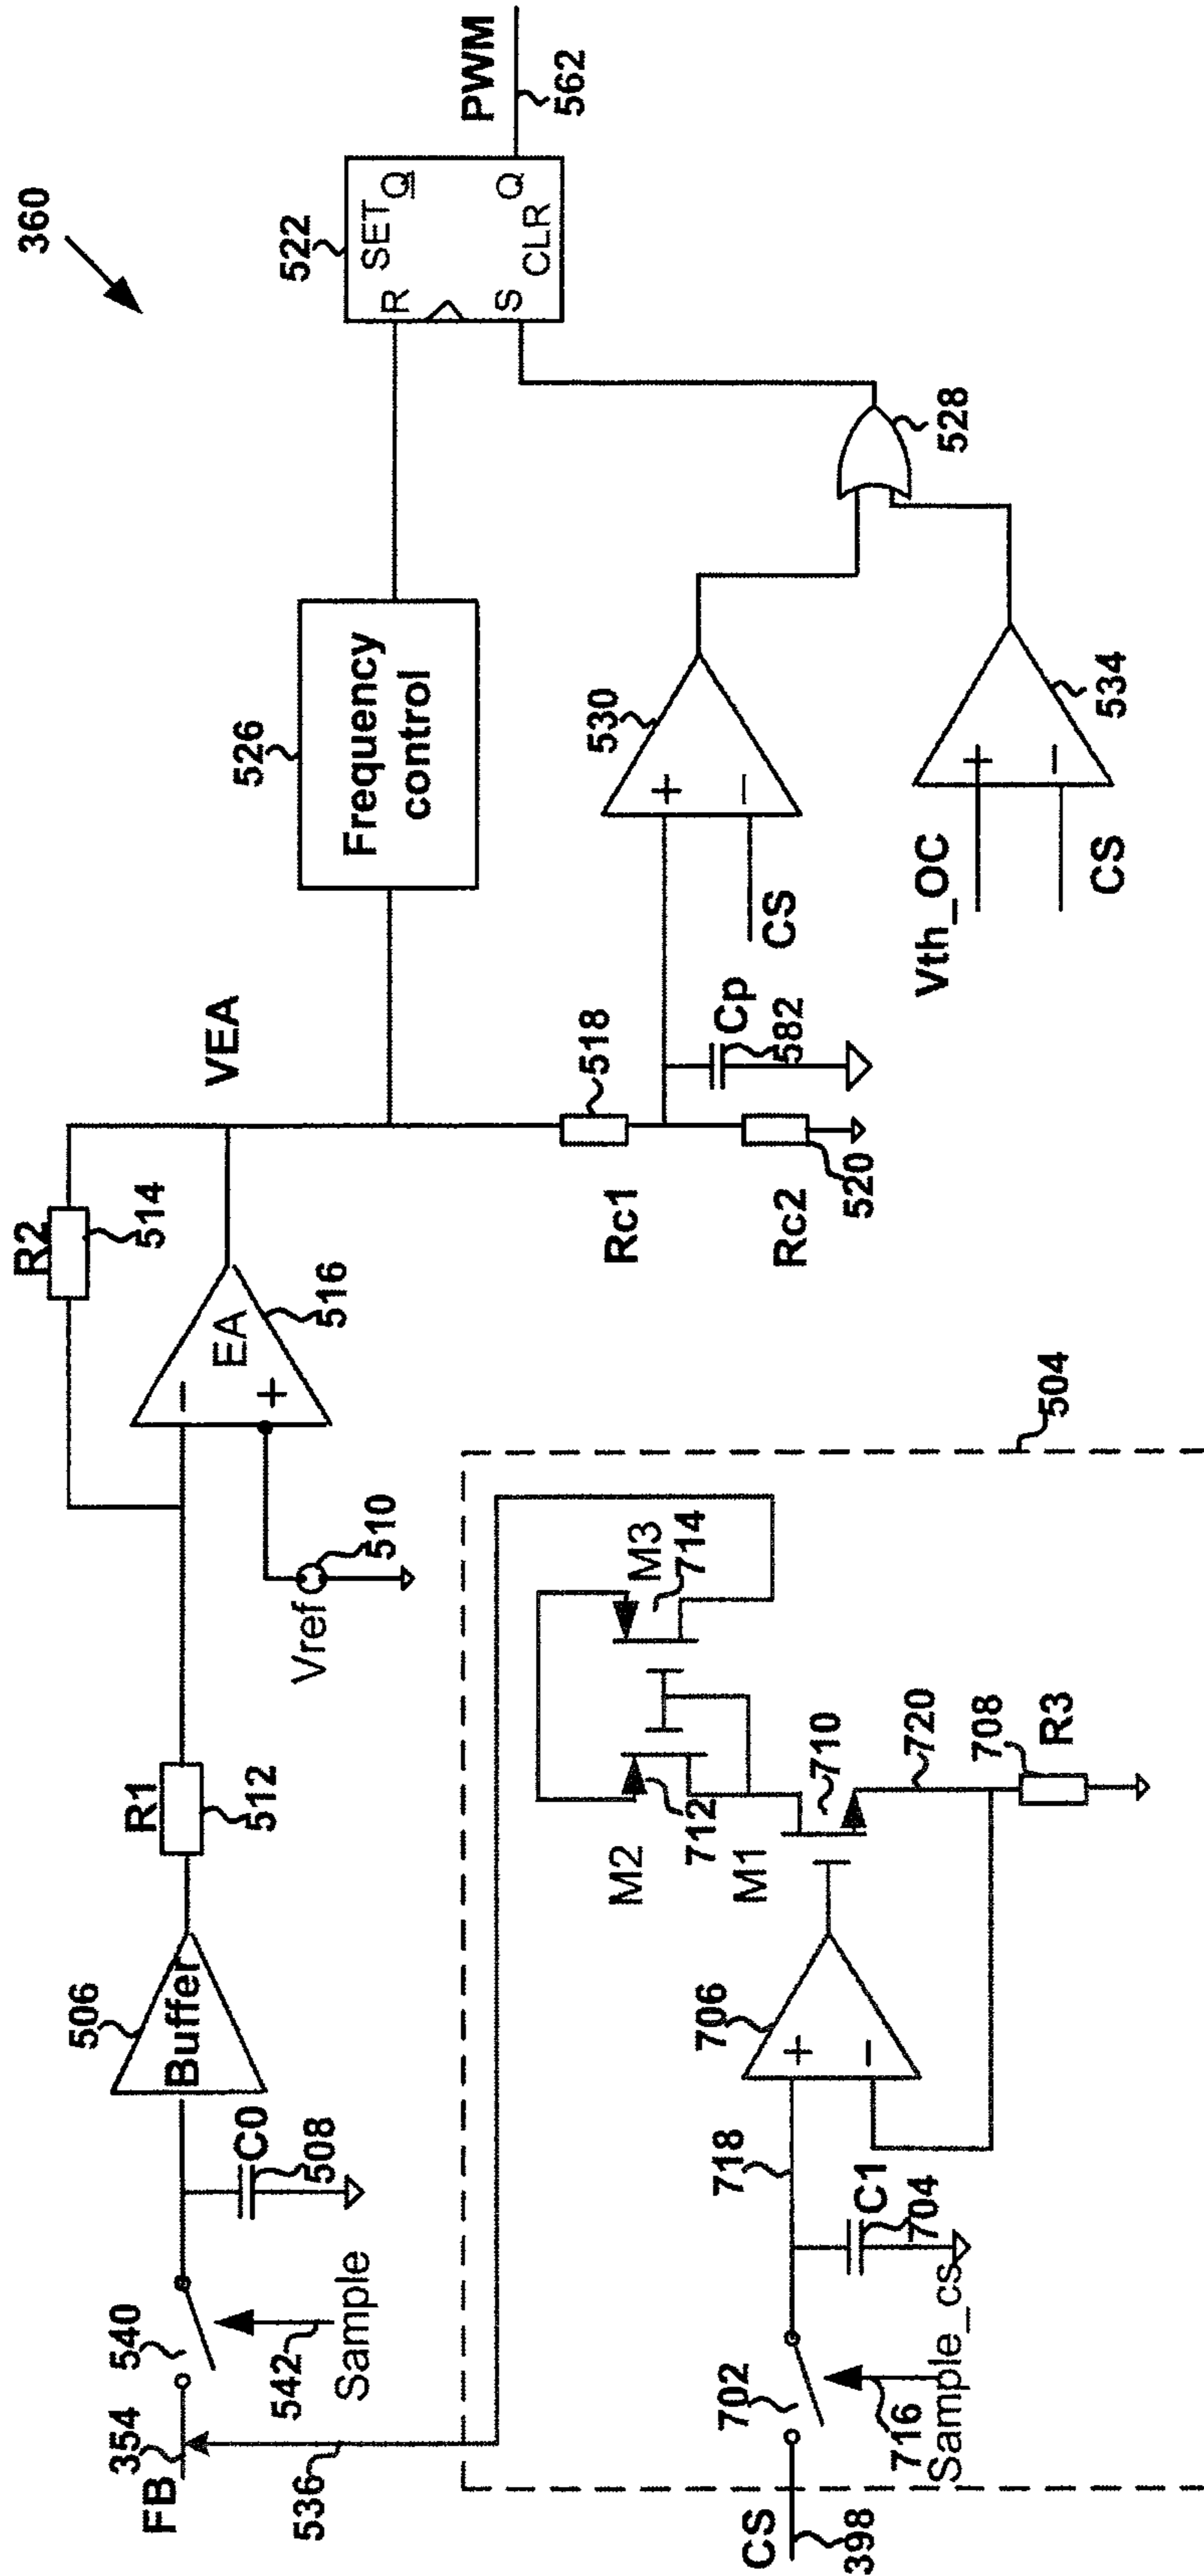 360
PWM
562
522
SET
Q
R
S
Q
CLR
526
Frequency
control
528
530
+
−
CS
534
+
−
Vth_OC
CS
VEA
518
Cp
582
Rc1
Rc2
520
R2
514
EA
516
−
+
Vref
510
R1
512
506
Buffer
C0
508
540
542
Sample
354
FB
536
504
M3
714
M2
712
M1
710
720
708
R3
706
+
−
718
C1
704
702
716
Sample_cs
CS
398